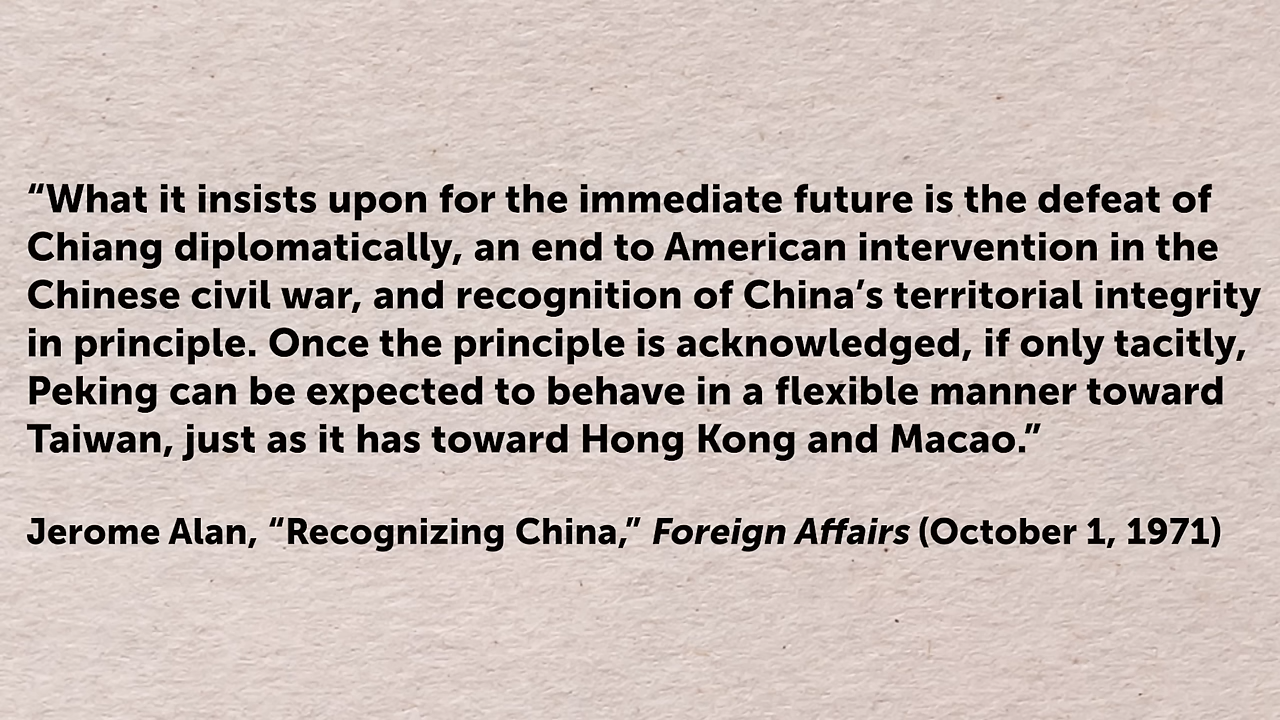 “What it insists upon for the immediate future is the defeat of
Chiang diplomatically, an end to American intervention in the
Chinese civil war, and recognition of China’s territorial integrity
in principle. Once the principle is acknowledged, if only tacitly,
Peking can be expected to behave in a flexible manner toward
Taiwan, just as it has toward Hong Kong and Macao.”
Jerome Alan, “Recognizing China,” Foreign Affairs (October 1, 1971)